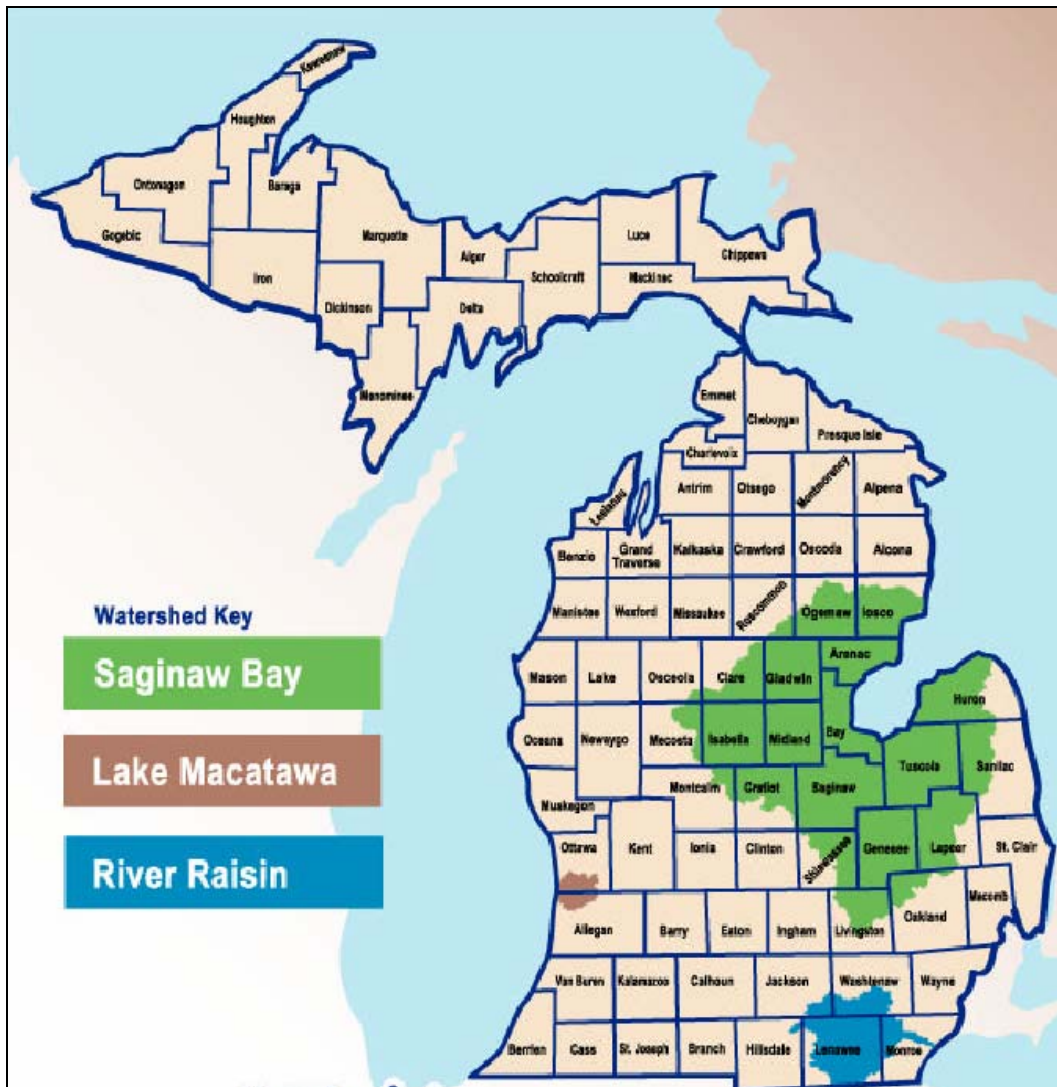 Keweenaw
Houghton
Ontonagon
Baraga
Gogebic
Marquette
Luce
Alger
Chippewa
Iron
Schoolcraft
Mackinac
Dickinson
Delta
Menominee
Emmet
Cheboygan
Presque Isle
Charlevoix
Antrim
Otsego
Montmorency
Alpena
Leelanau
Benzie
Grand
Traverse
Kalkaska
Crawford
Oscoda
Alcona
Manistee
Wexford
Missaukee
Roscommon
Ogemaw
Iosco
Watershed Key
Saginaw Bay
Lake Macatawa
River Raisin
Arenac
Mason
Lake
Osceola
Clare
Gladwin
Huron
Oceana
Newaygo
Mecosta
Isabella
Midland
Bay
Tuscola
Sanilac
Montcalm
Gratiot
Saginaw
Muskegon
Ottawa
Kent
Ionia
Clinton
Shiawassee
Genesee
Lapeer
St. Clair
Macomb
Oakland
Allegan
Barry
Eaton
Ingham
Livingston
Van Buren
Kalamazoo
Calhoun
Jackson
Washtenaw
Wayne
Berrien
Cass
St. Joseph
Branch
Hillsdale
Lenawee
Monroe